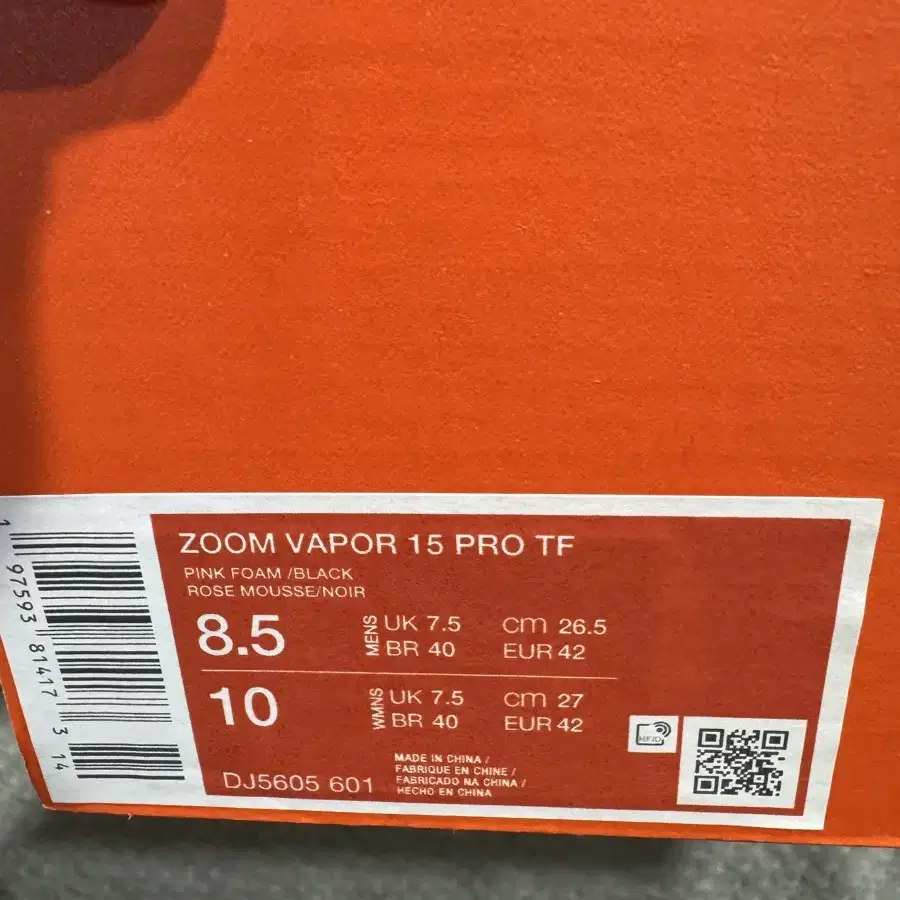 ZOOM VAPOR 15 PRO TF
PINK FOAM /BLACK
ROSE MOUSSE/NOIR
8.5
MENS
UK 7.5
CM 26.5
BR 40
EUR 42
10
WMNS
UK 7.5
CM 27
BR 40
EUR 42
DJ5605 601
MADE IN CHINA /
FABRIQUE EN CHINE /
FABRICADO NA CHINA /
HECHO EN CHINA
RFID
1 97593 81417 3 14